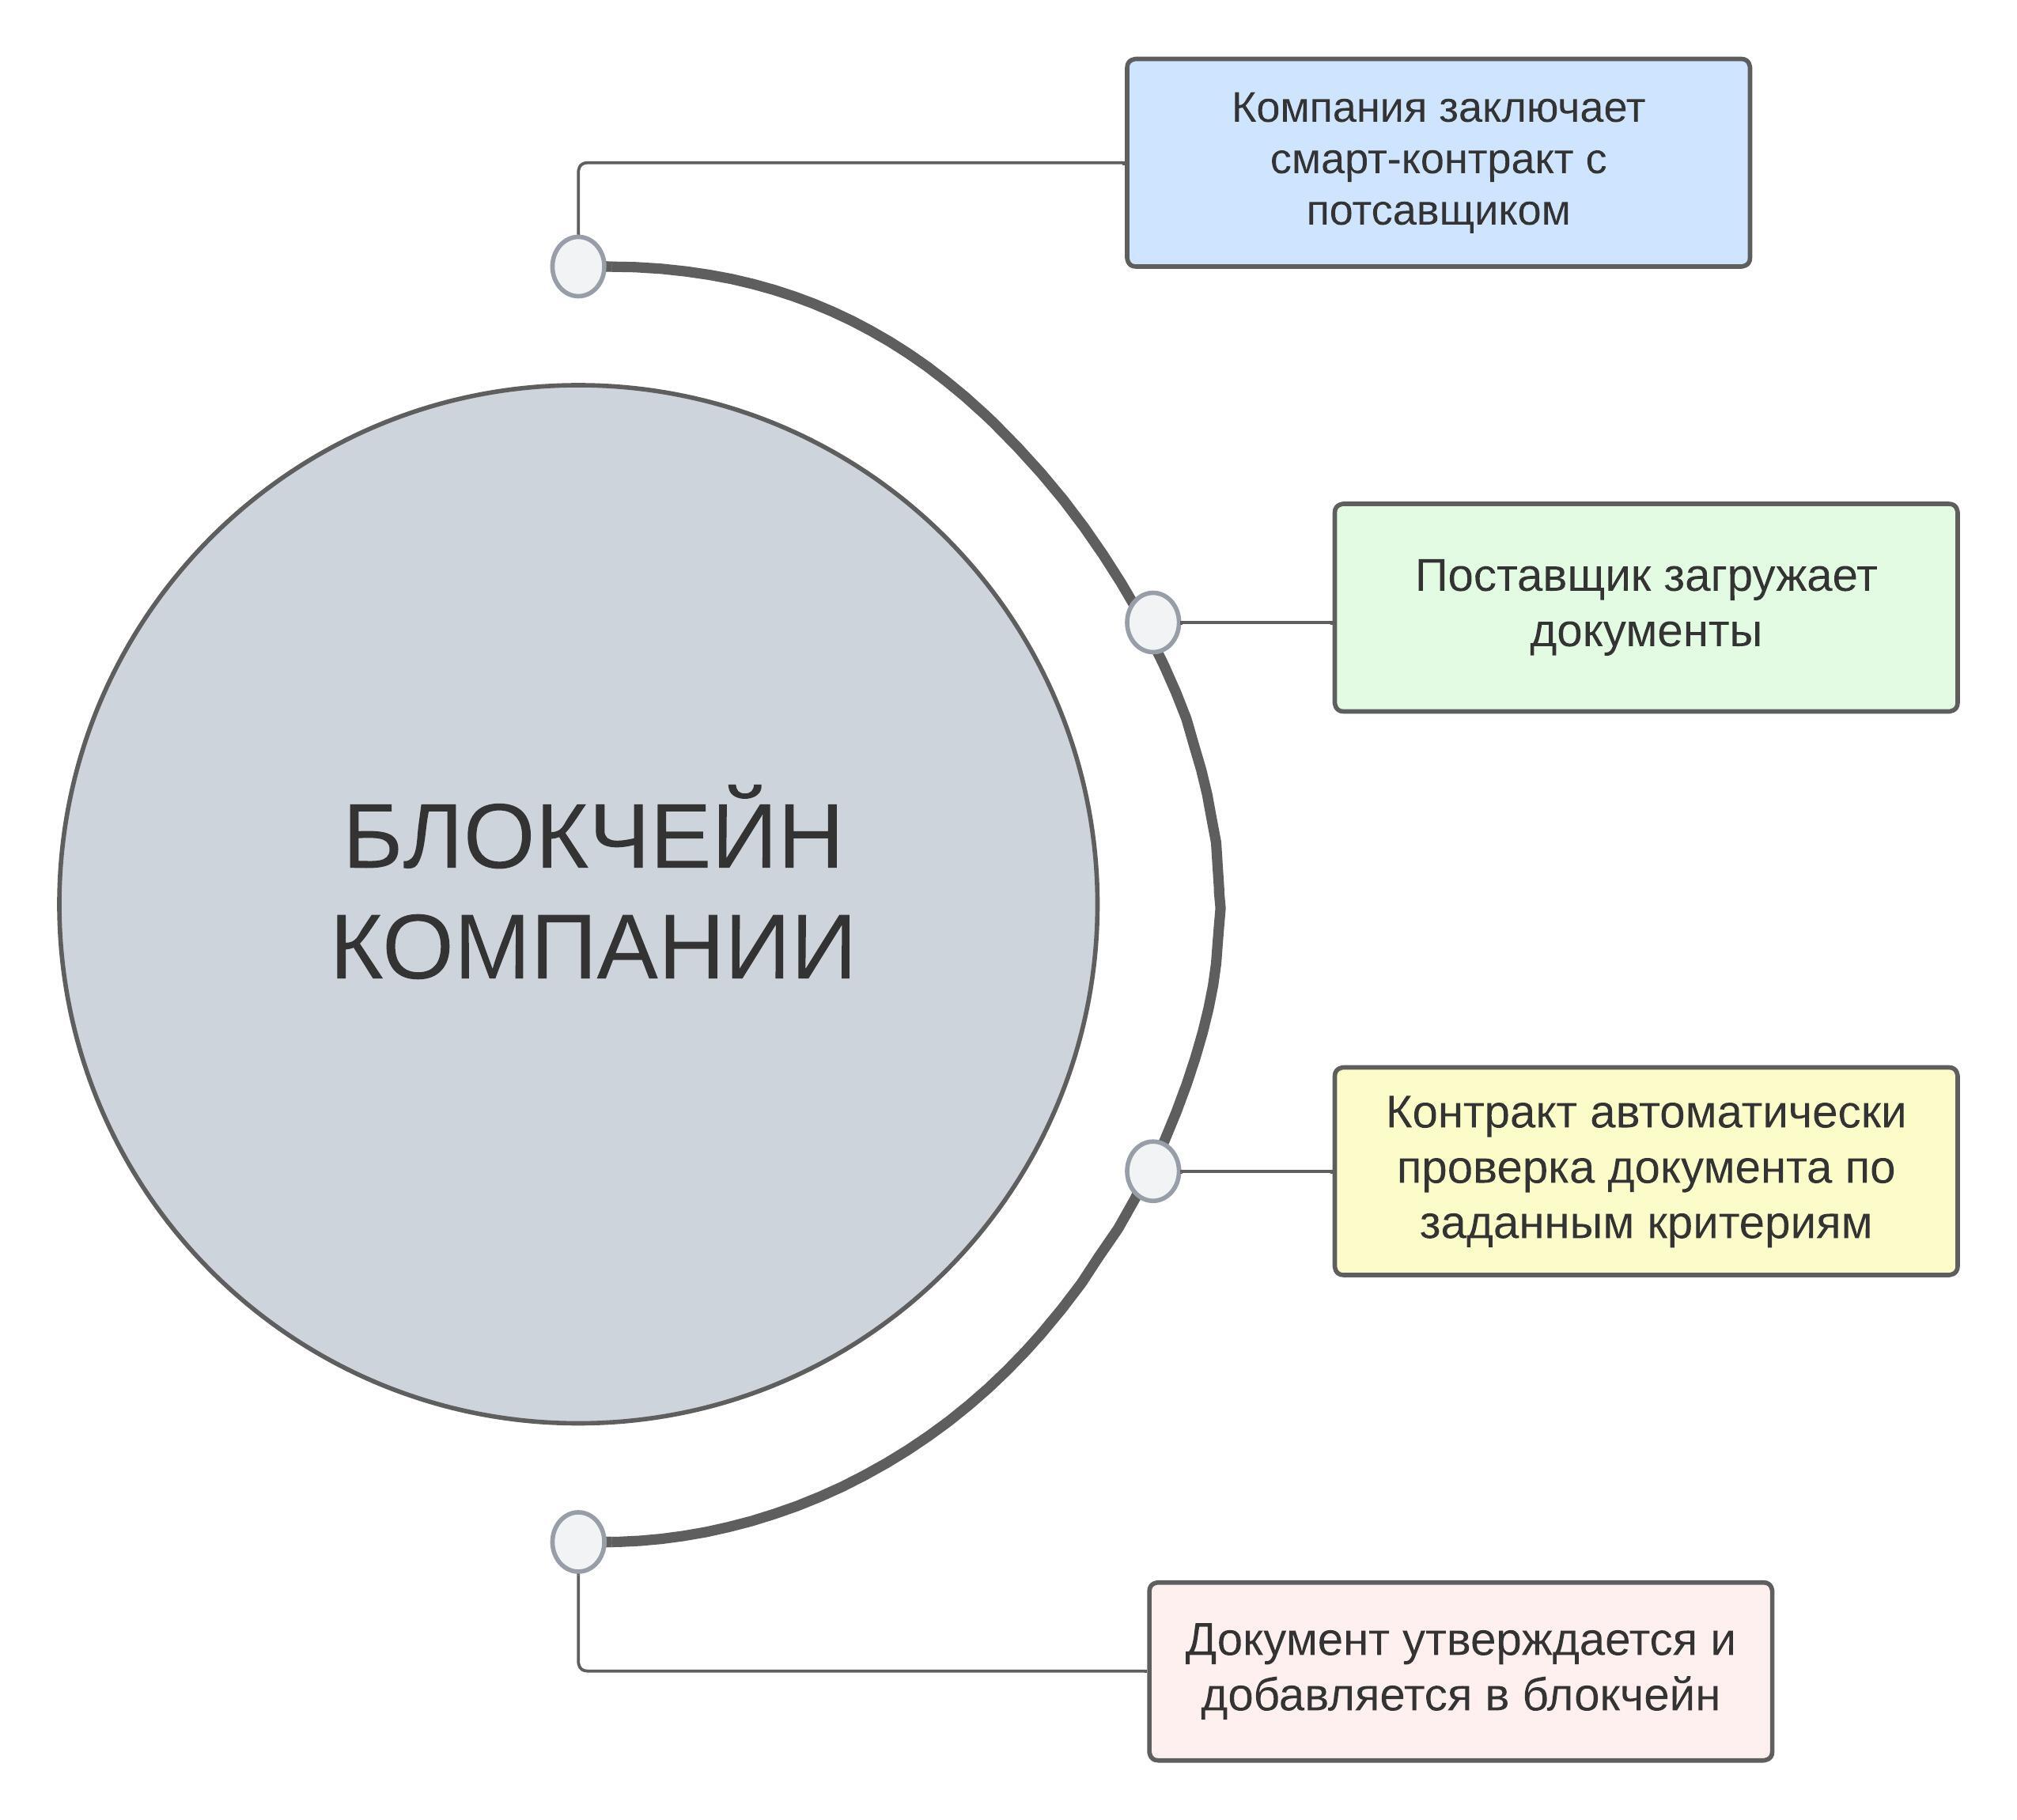 Компания заключает
смарт-контракт с
потсавщиком
Поставщик загружает
документы
БЛОКЧЕЙН
КОМПАНИИ
Контракт автоматически
проверка документа по
заданным критериям
Документ утверждается и
добавляется в блокчейн